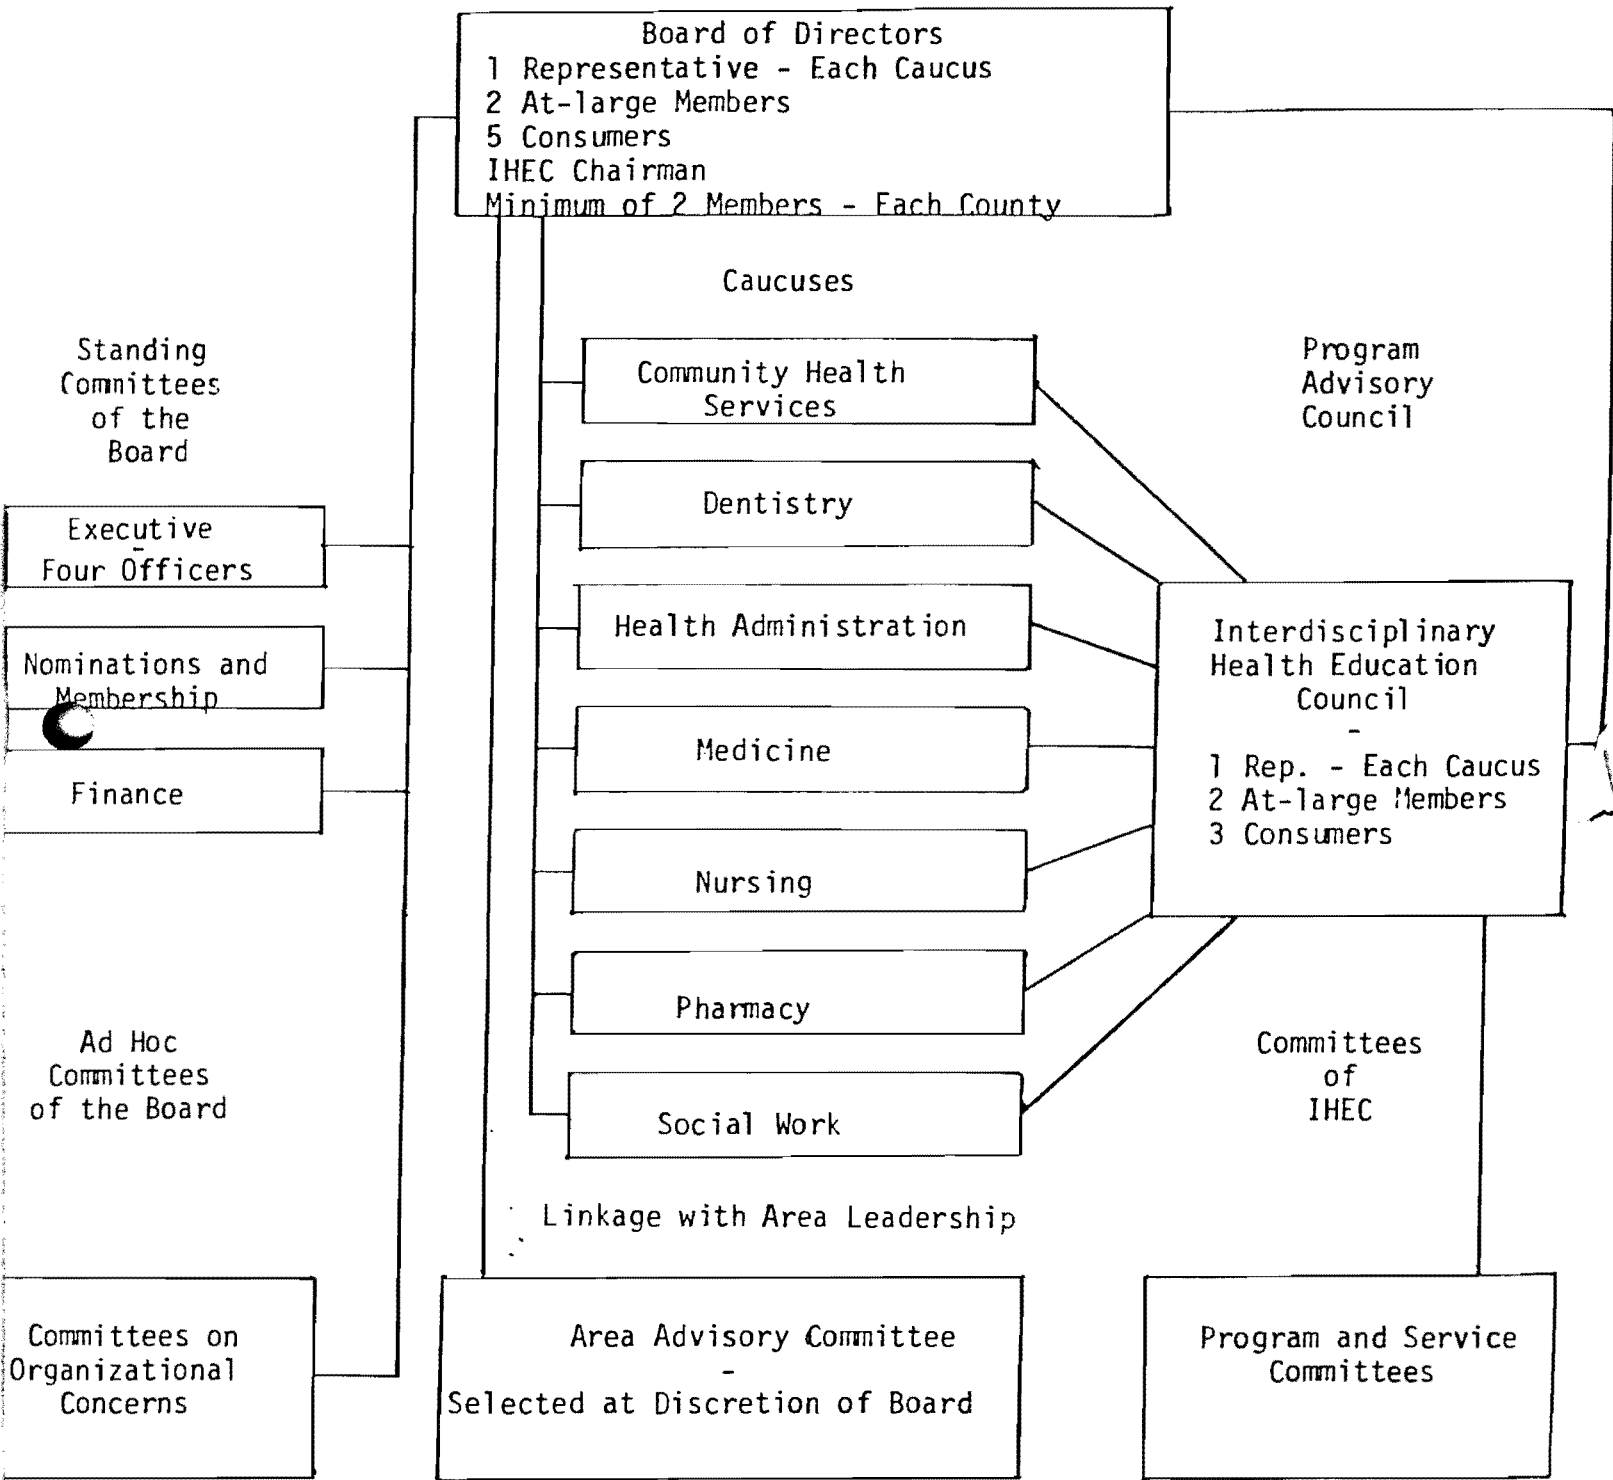 Board of Directors
1 Representative - Each Caucus
2 At-large Members
5 Consumers
IHEC Chairman
Minimum of 2 Members - Each County
Caucuses
Standing
Committees
of the
Board
Executive
-
Four Officers
Nominations and
Membership
Finance
Ad Hoc
Committees
of the Board
Committees on
Organizational
Concerns
Community Health
Services
Dentistry
Health Administration
Medicine
Nursing
Pharmacy
Social Work
Linkage with Area Leadership
Area Advisory Committee
-
Selected at Discretion of Board
Program
Advisory
Council
Interdisciplinary
Health Education
Council
-
1 Rep. - Each Caucus
2 At-large Members
3 Consumers
Committees
of
IHEC
Program and Service
Committees